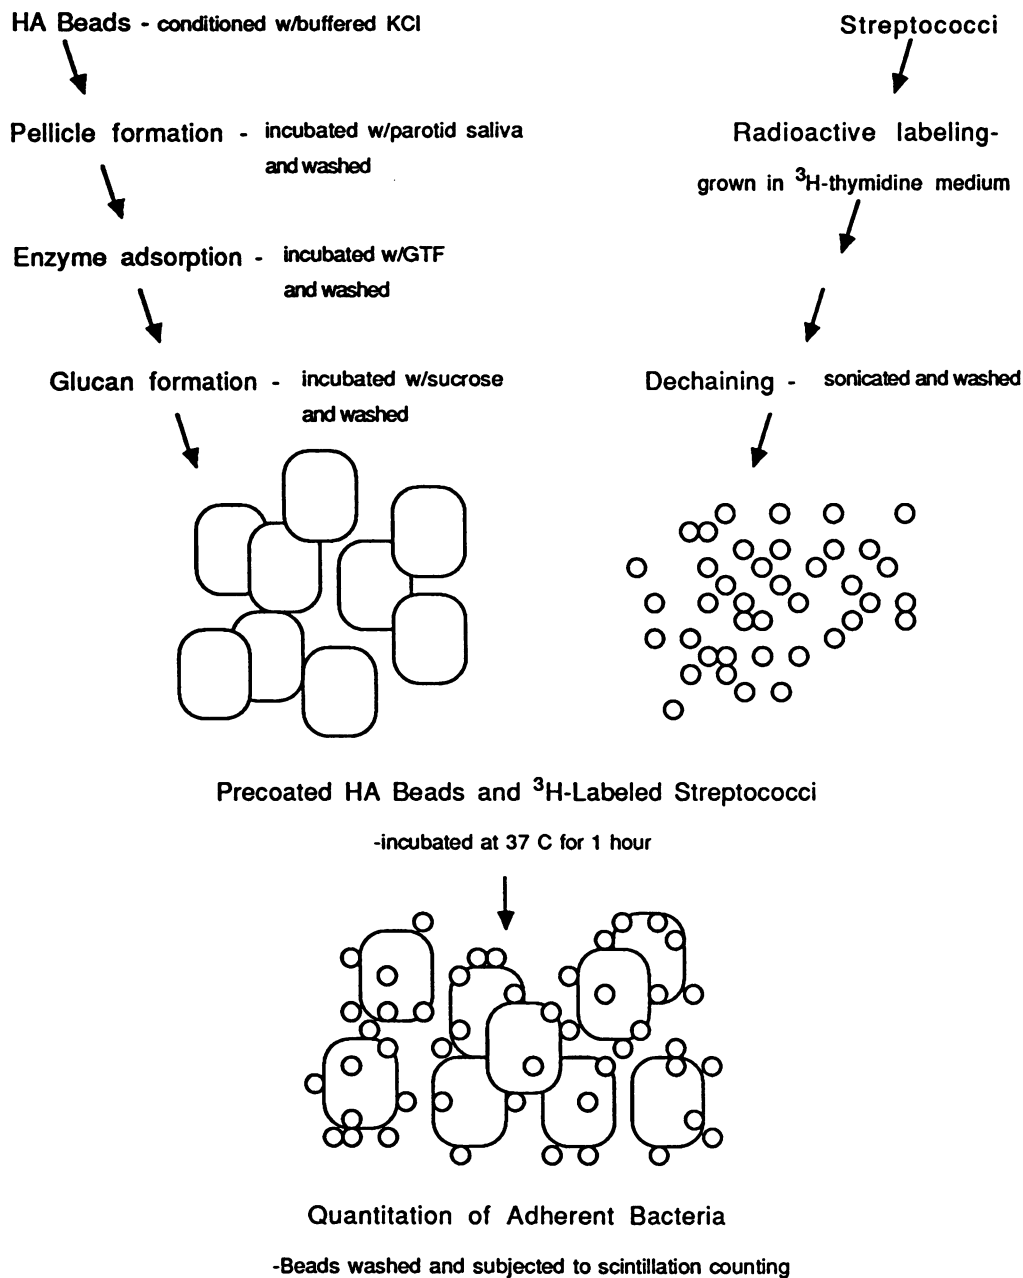 HA Beads - conditioned w/buffered KCl
Pellicle formation - incubated w/parotid saliva
and washed
Enzyme adsorption - incubated w/GTF
and washed
Glucan formation - incubated w/sucrose
and washed
Streptococci
Radioactive labeling-
grown in ³H-thymidine medium
Dechaining - sonicated and washed
Precoated HA Beads and ³H-Labeled Streptococci
-incubated at 37 C for 1 hour
Quantitation of Adherent Bacteria
-Beads washed and subjected to scintillation counting